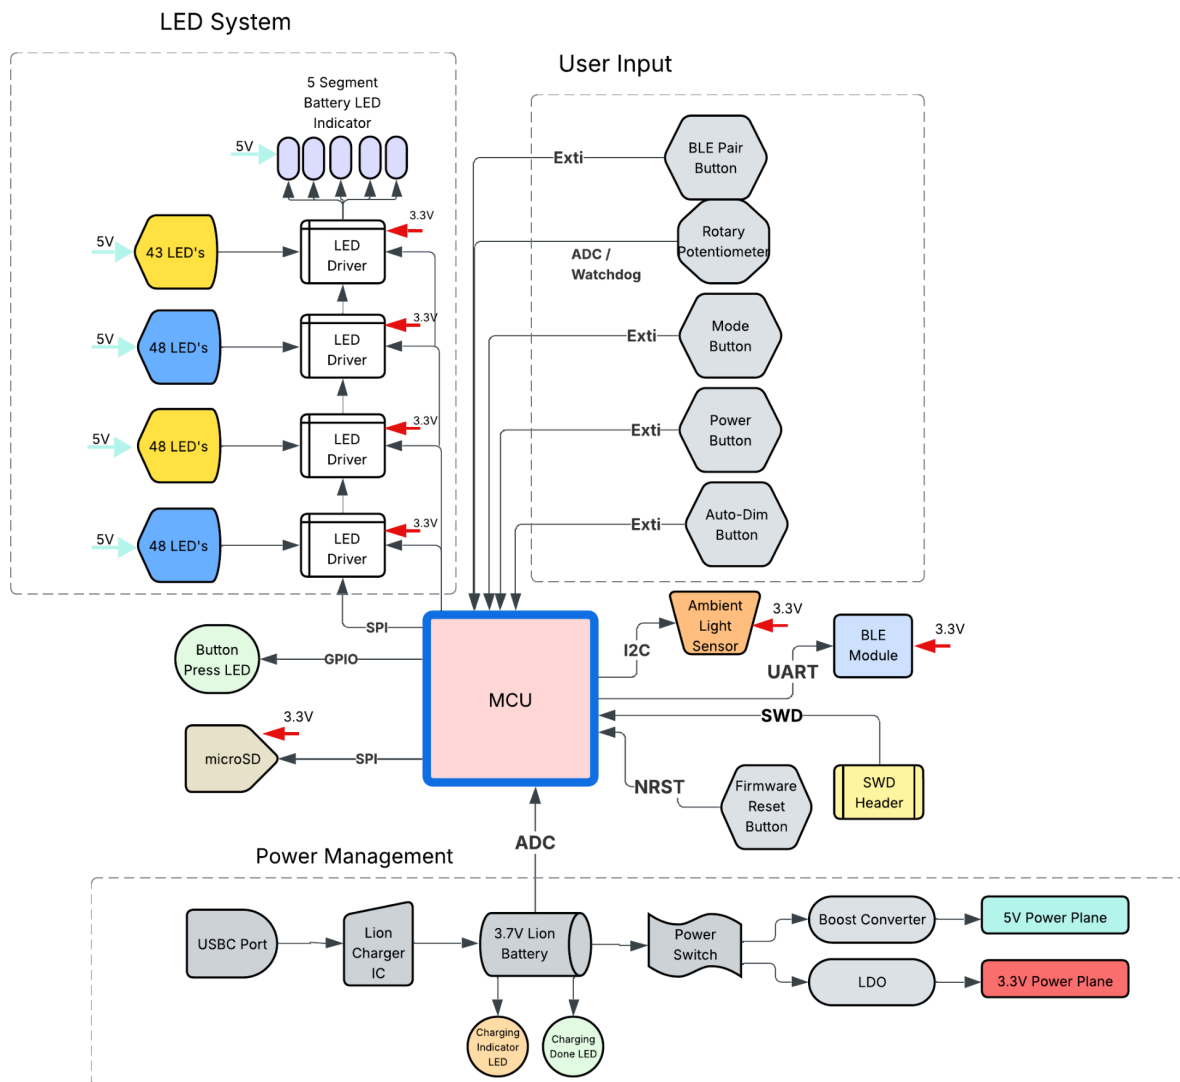 LED System
5 Segment
Battery LED
Indicator
5V
3.3V
5V
43 LED's
LED
Driver
3.3V
5V
48 LED's
LED
Driver
3.3V
5V
48 LED's
LED
Driver
3.3V
5V
48 LED's
LED
Driver
User Input
Exti
BLE Pair
Button
ADC /
Watchdog
Rotary
Potentiometer
Exti
Mode
Button
Exti
Power
Button
Exti
Auto-Dim
Button
SPI
Button
Press LED
GPIO
3.3V
microSD
SPI
MCU
I2C
Ambient
Light
Sensor
3.3V
UART
BLE
Module
3.3V
SWD
SWD
Header
NRST
Firmware
Reset
Button
ADC
Power Management
USBC Port
Lion
Charger
IC
3.7V Lion
Battery
Power
Switch
Boost Converter
5V Power Plane
LDO
3.3V Power Plane
Charging
Indicator
LED
Charging
Done LED